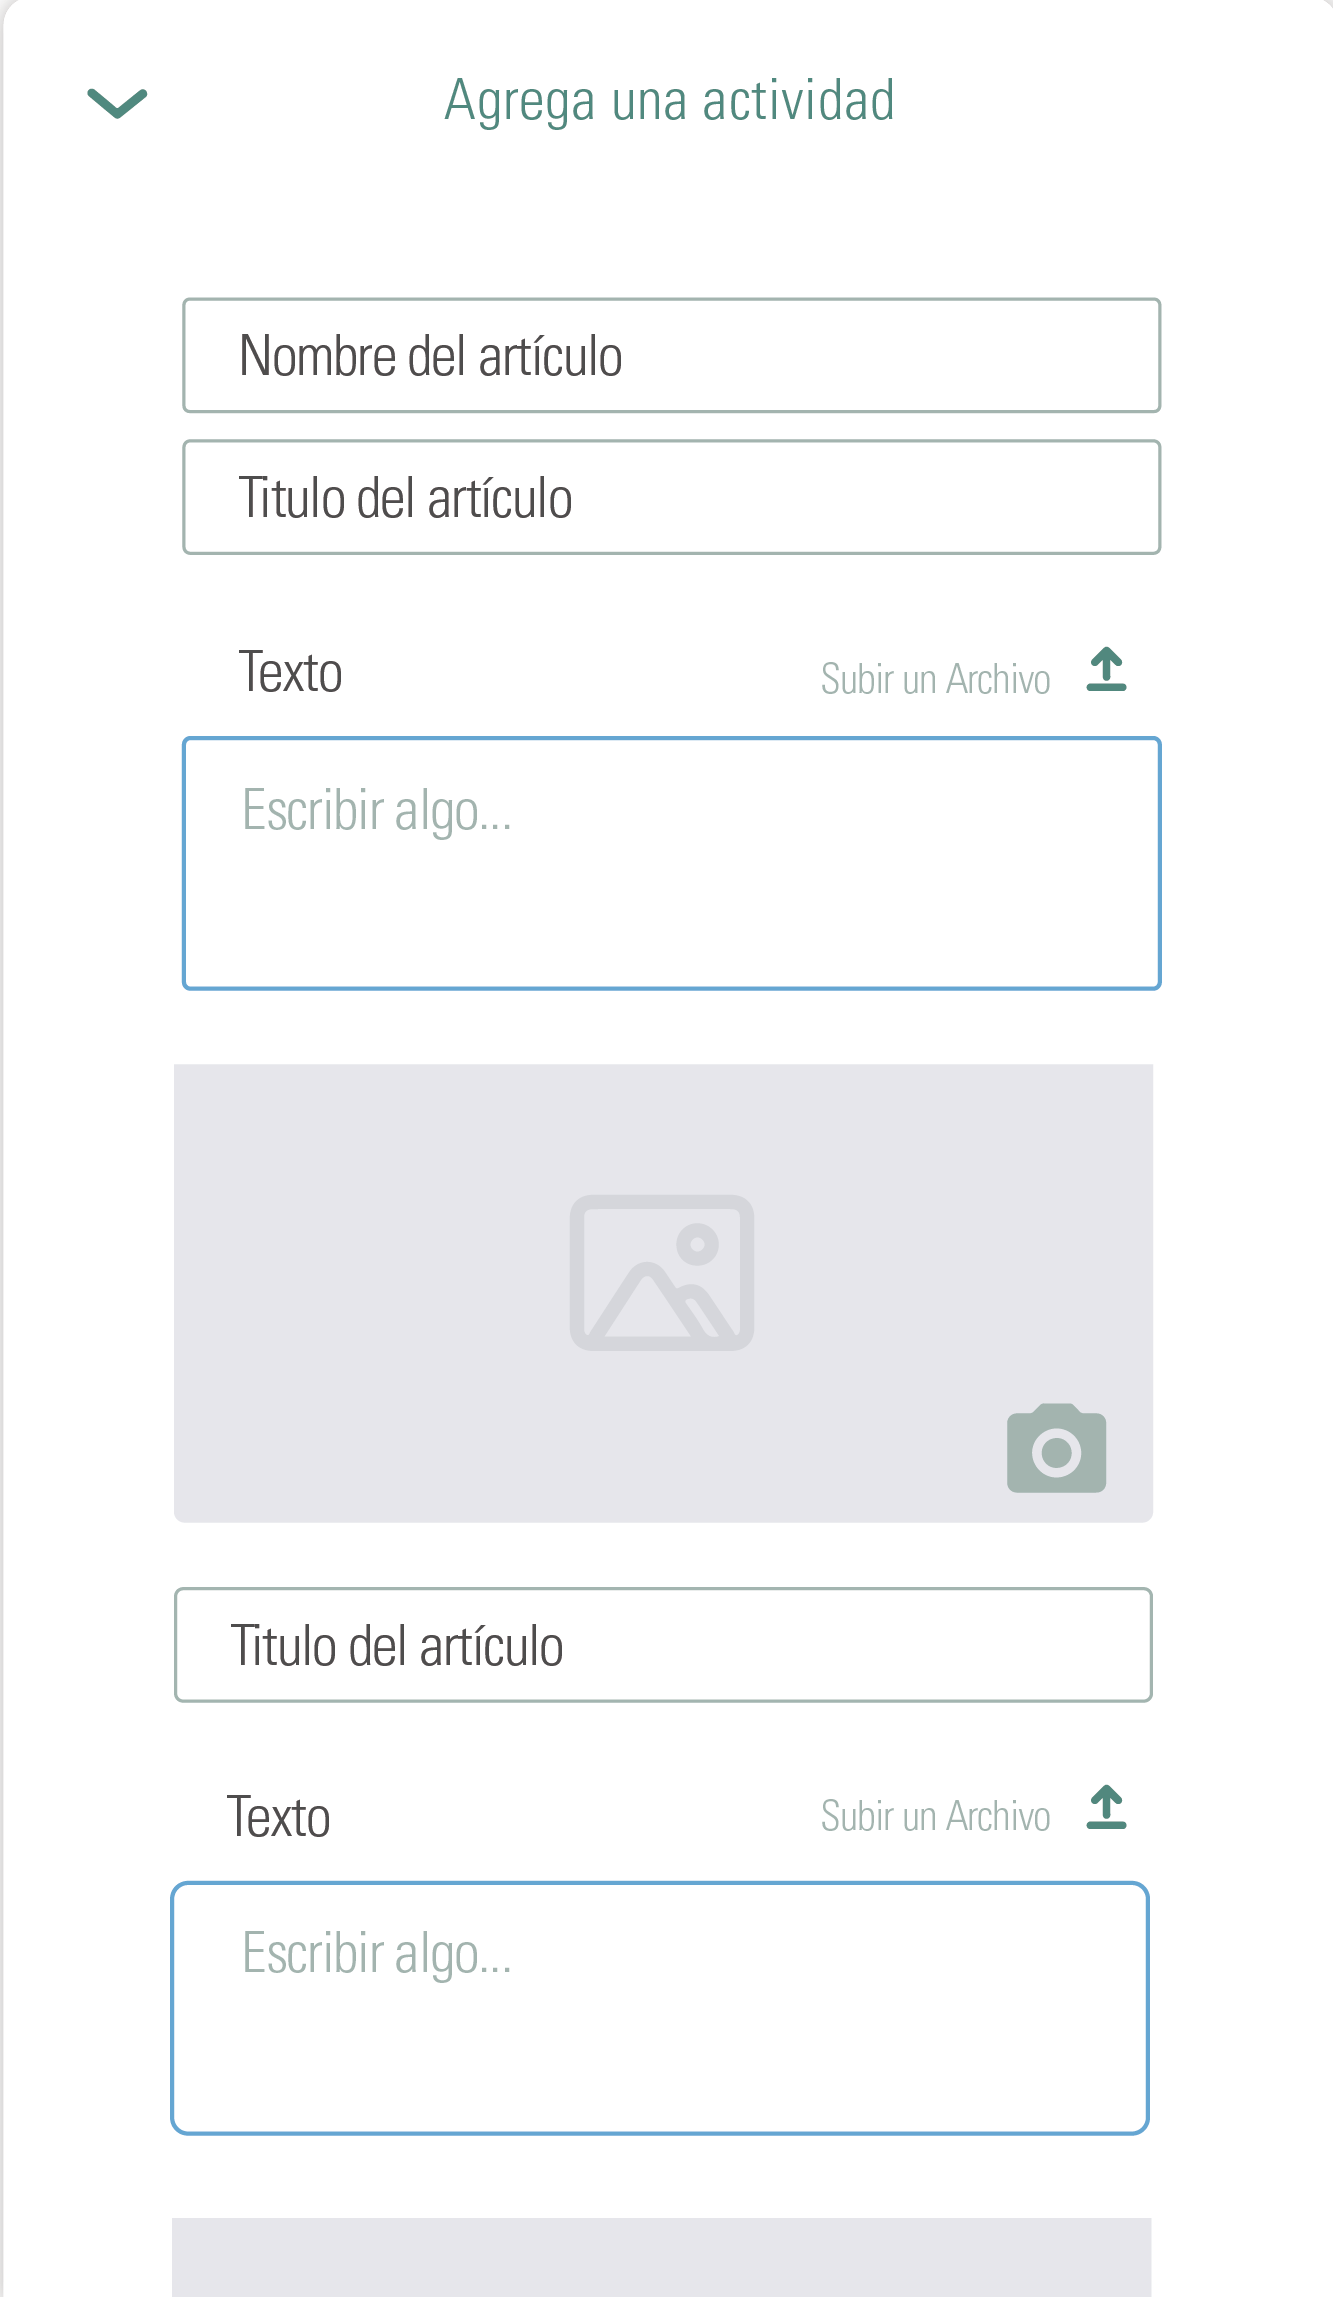 Agrega una actividad
Nombre del artículo
Titulo del artículo
Texto
Subir un Archivo
Escribir algo...
Titulo del artículo
Texto
Subir un Archivo
Escribir algo...